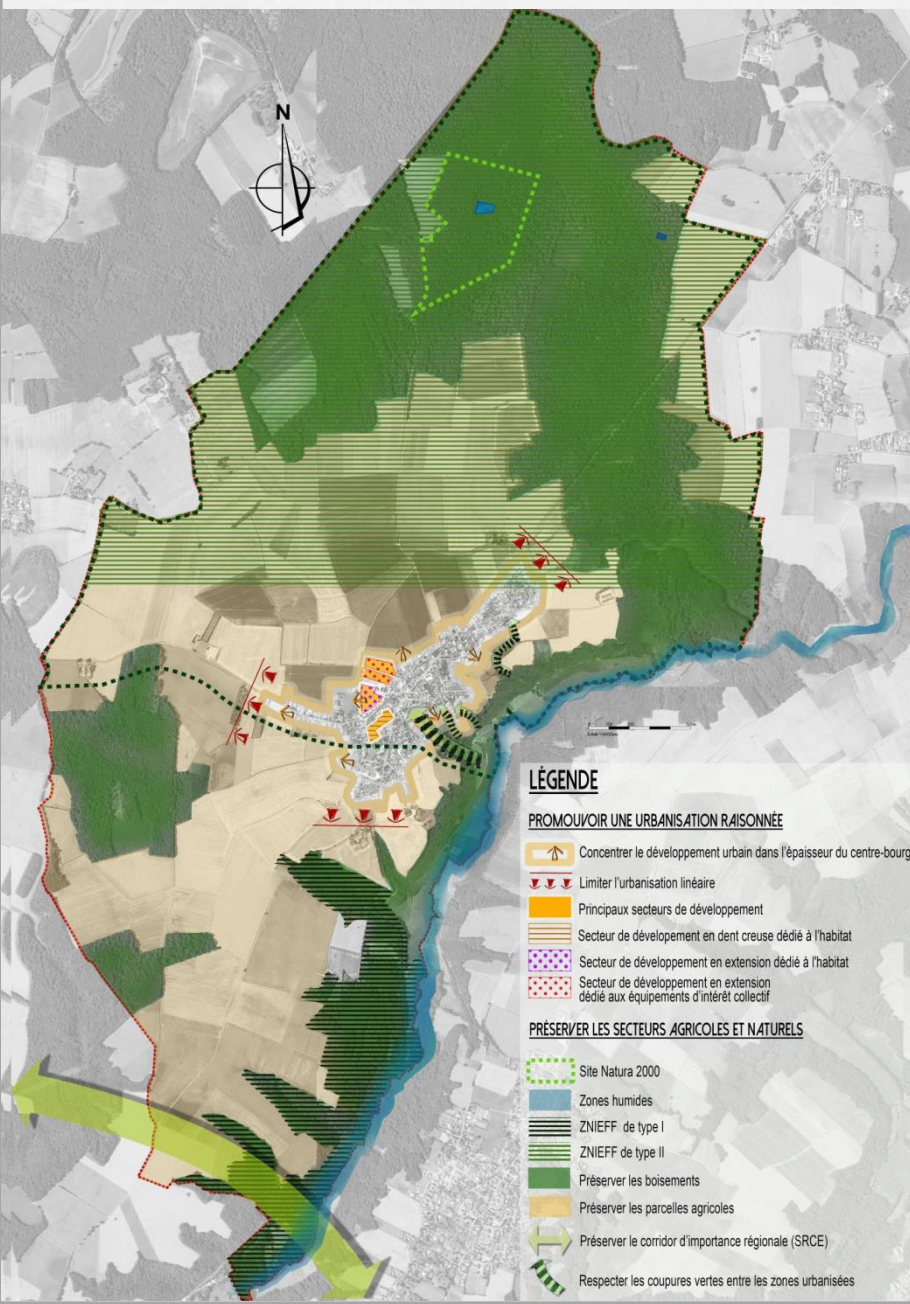 N
LÉGENDE
PROMOUVOIR UNE URBANISATION RAISONNÉE
Concentrer le développement urbain dans l'épaisseur du centre-bourg
Limiter l'urbanisation linéaire
Principaux secteurs de développement
Secteur de dévelopement en dent creuse dédié à l'habitat
Secteur de développement en extension dédié à l'habitat
Secteur de développement en extension
dédié aux équipements d'intérêt collectif
PRÉSERVER LES SECTEURS AGRICOLES ET NATURELS
Site Natura 2000
Zones humides
ZNIEFF de type I
ZNIEFF de type II
Préserver les boisements
Préserver les parcelles agricoles
Préserver le corridor d'importance régionale (SRCE)
Respecter les coupures vertes entre les zones urbanisées